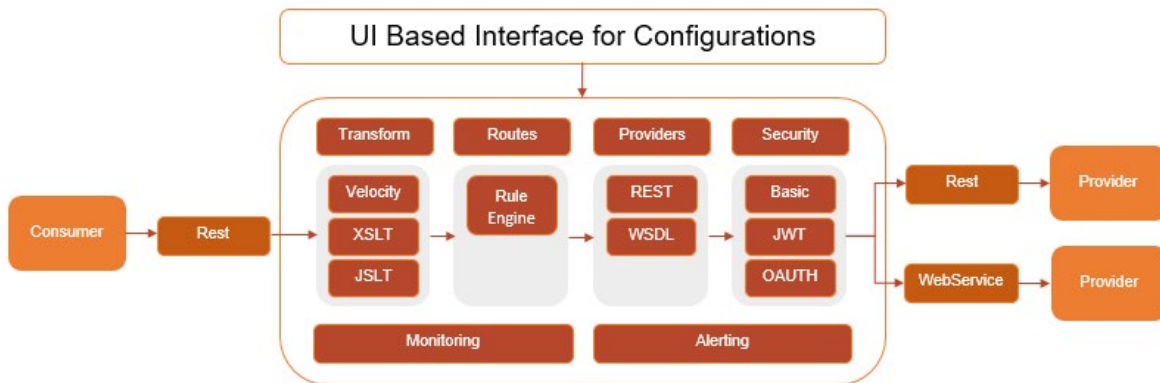 UI Based Interface for Configurations
Transform
Routes
Providers
Security
Velocity
XSLT
JSLT
Rule
Engine
REST
WSDL
Basic
JWT
OAUTH
Consumer
Rest
Rest
Provider
WebService
Provider
Monitoring
Alerting